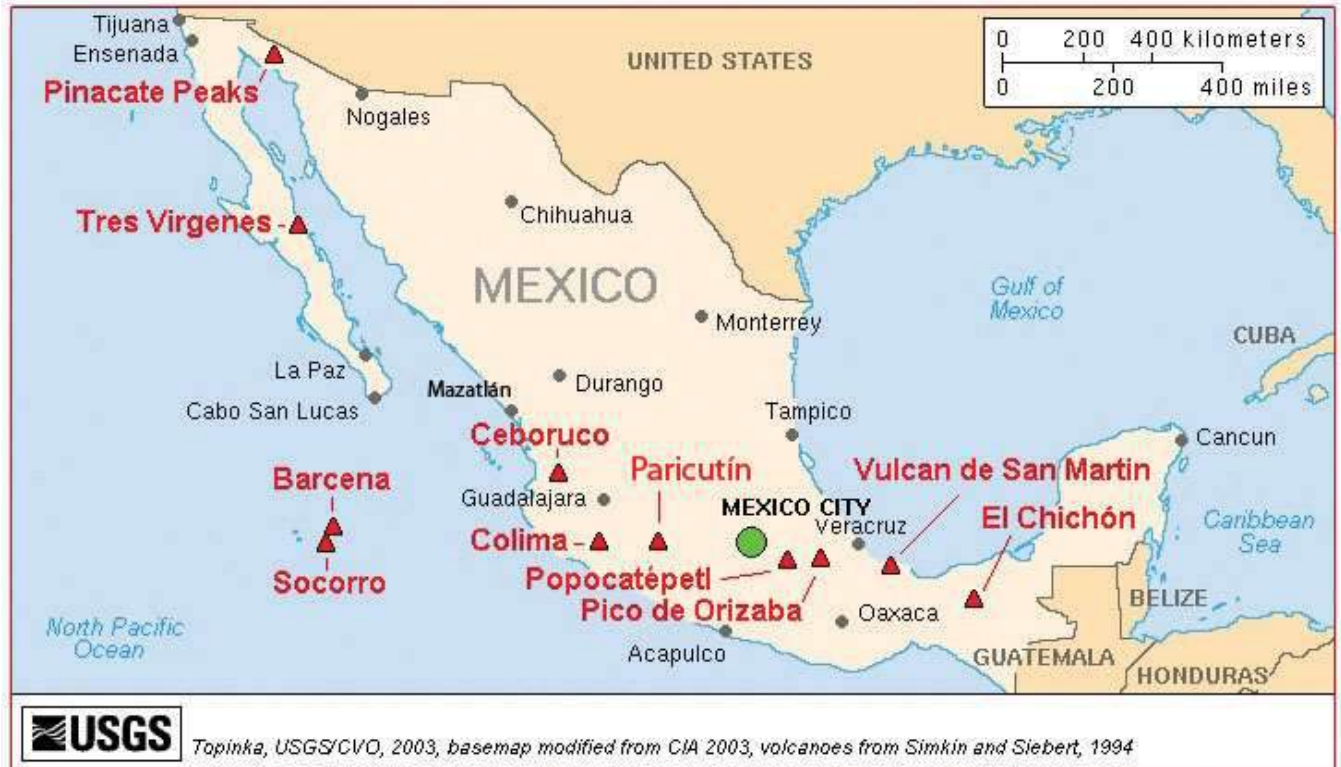 Tijuana
Ensenada
Pinacate Peaks
Nogales
UNITED STATES
0 200 400 kilometers
0 200 400 miles
Tres Virgenes
Chihuahua
MEXICO
Gulf of
Mexico
Monterrey
CUBA
La Paz
Cabo San Lucas
Mazatlán
Durango
Tampico
Cancun
Ceboruco
Barcena
Guadalajara
Paricutín
Vulcan de San Martin
MEXICO CITY
Veracruz
El Chichón
Caribbean
Sea
Colima
Socorro
Popocatépetl
Pico de Orizaba
Oaxaca
BELIZE
North Pacific
Ocean
Acapulco
GUATEMALA
HONDURAS
USGS
Topinka, USGS/CVO, 2003, basemap modified from CIA 2003, volcanoes from Simkin and Siebert, 1994